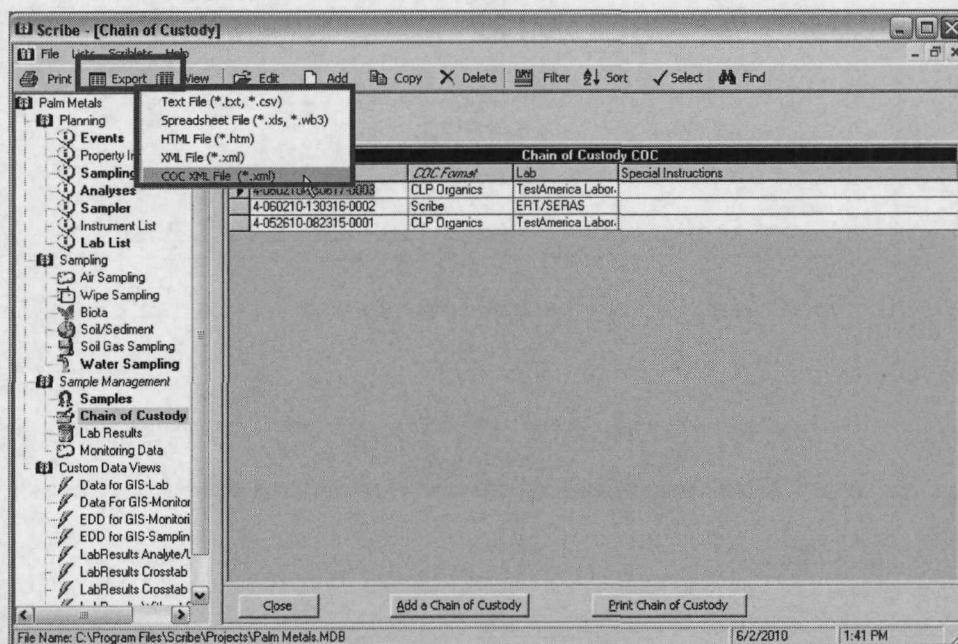 Scribe - [Chain of Custody]
File Lists Scriblets Help
Print Export View Edit Add Copy Delete Filter Sort Select Find
Palm Metals
Planning
Events
Property In
Sampling
Analyses
Sampler
Instrument List
Lab List
Sampling
Air Sampling
Wipe Sampling
Biota
Soil/Sediment
Soil Gas Sampling
Water Sampling
Sample Management
Samples
Chain of Custody
Lab Results
Monitoring Data
Custom Data Views
Data for GIS-Lab
Data For GIS-Monitor
EDD for GIS-Monitori
EDD for GIS-Samplin
LabResults Analyte/L
LabResults Crosstab
LabResults Crosstab
Text File (*.txt, *.csv)
Spreadsheet File (*.xls, *.wb3)
HTML File (*.htm)
XML File (*.xml)
COC XML File (*.xml)
Chain of Custody COC
COC Format Lab Special Instructions
CLP Organics TestAmerica Labor
4-060210-130316-0002 Scribe ERT/SERAS
4-052610-082315-0001 CLP Organics TestAmerica Labor
Close Add a Chain of Custody Print Chain of Custody
File Name: C:\Program Files\Scribe\Projects\Palm Metals.MDB 6/2/2010 1:41 PM